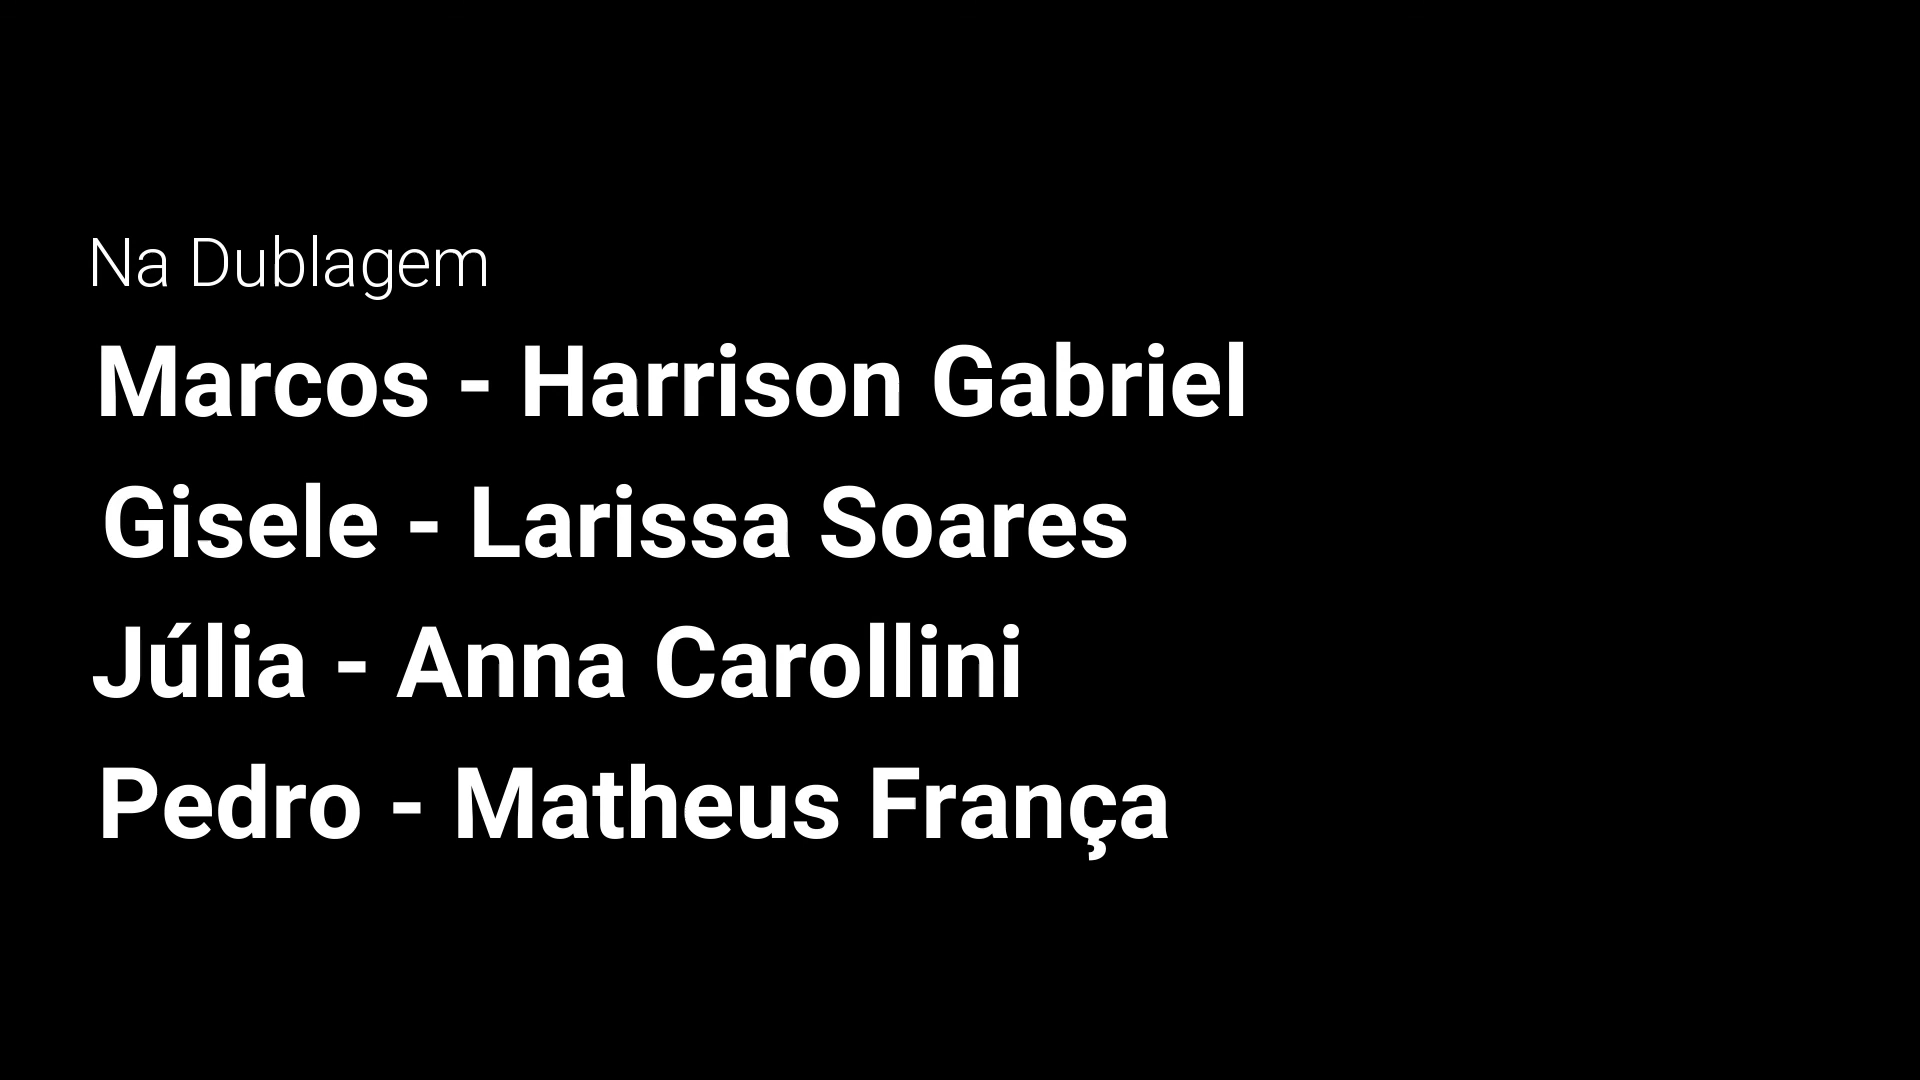 Na Dublagem
Marcos - Harrison Gabriel
Gisele - Larissa Soares
Júlia - Anna Carollini
Pedro - Matheus França